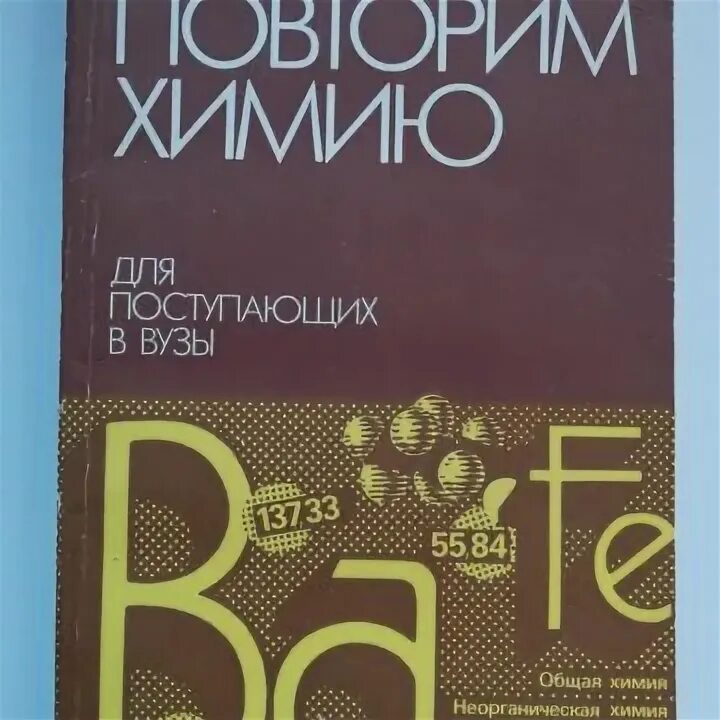 ПОВТОРИМ
ХИМИЮ
ДЛЯ
ПОСТУПАЮЩИХ
В ВУЗЫ
Ba
137,33
Fe
55,84
Общая химия
Неорганическая химия